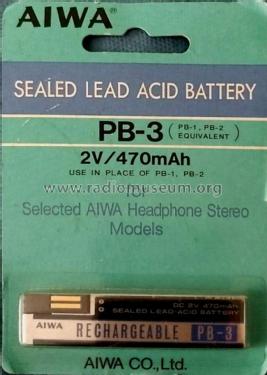 AIWA®
SEALED LEAD ACID BATTERY
PB-3 ( PB-1, PB-2 EQUIVALENT )
2V/470mAh
USE IN PLACE OF PB-1, PB-2
www.radiomuseum.org
for
Selected AIWA Headphone Stereo
Models
DC 2V 470mAH
SEALED LEAD-ACID BATTERY
AIWA RECHARGEABLE PB-3
AIWA CO.,Ltd.